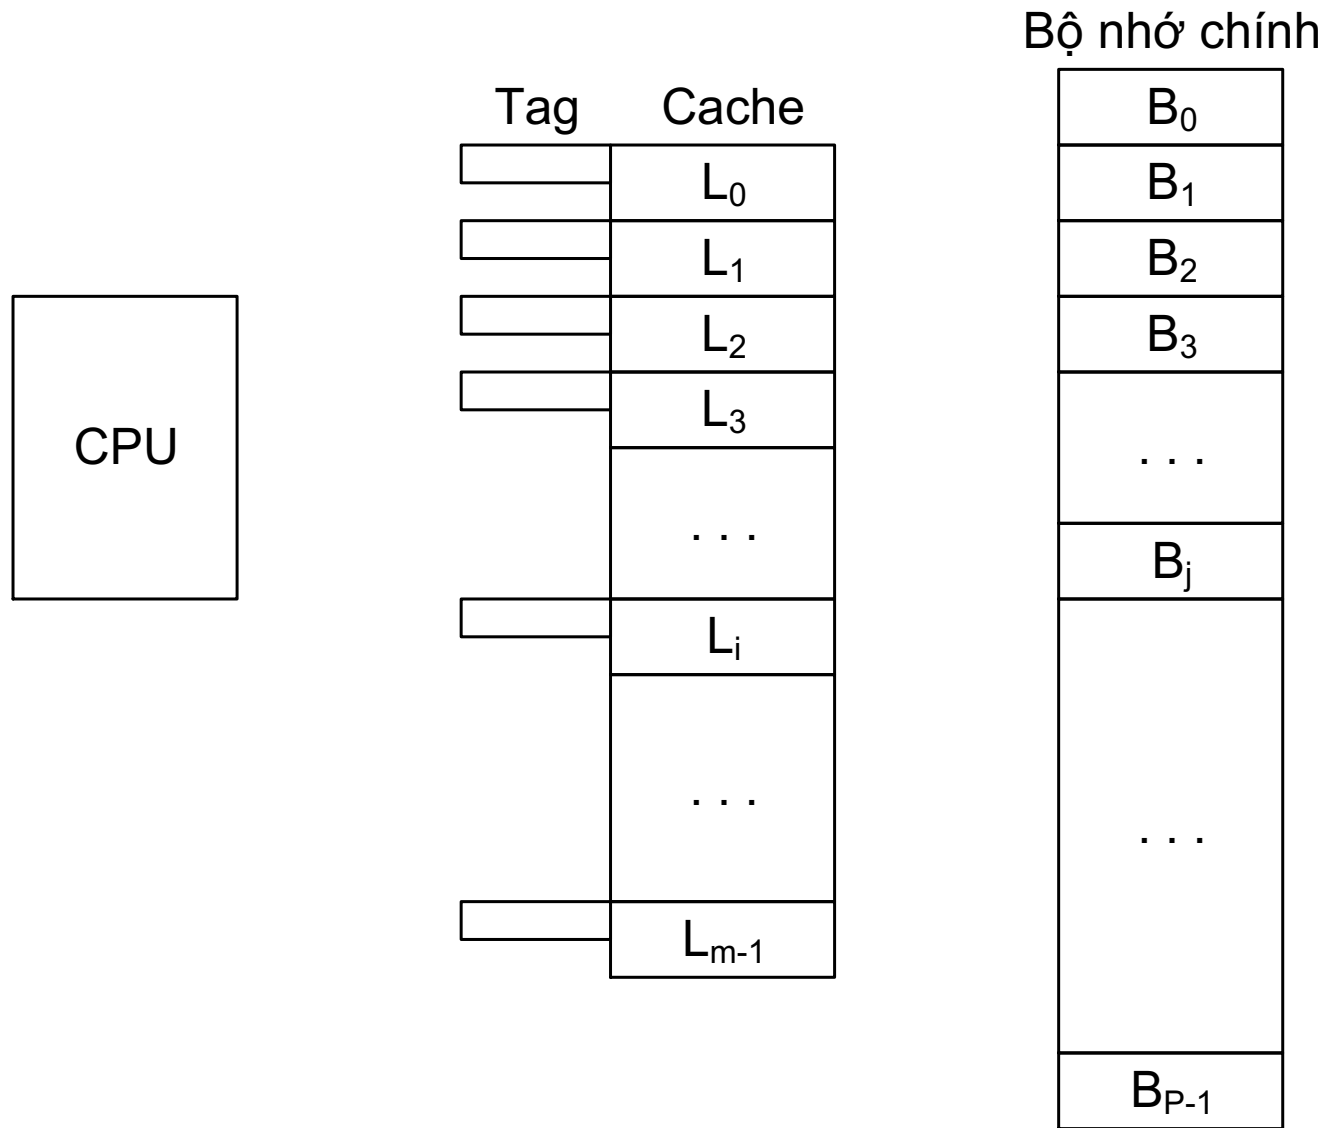 Bộ nhớ chính
Tag Cache
B₀
L₀
B₁
L₁
B₂
L₂
B₃
L₃
CPU
. . .
. . .
Bⱼ
Lᵢ
. . .
. . .
Lₘ₋₁
B_P-1